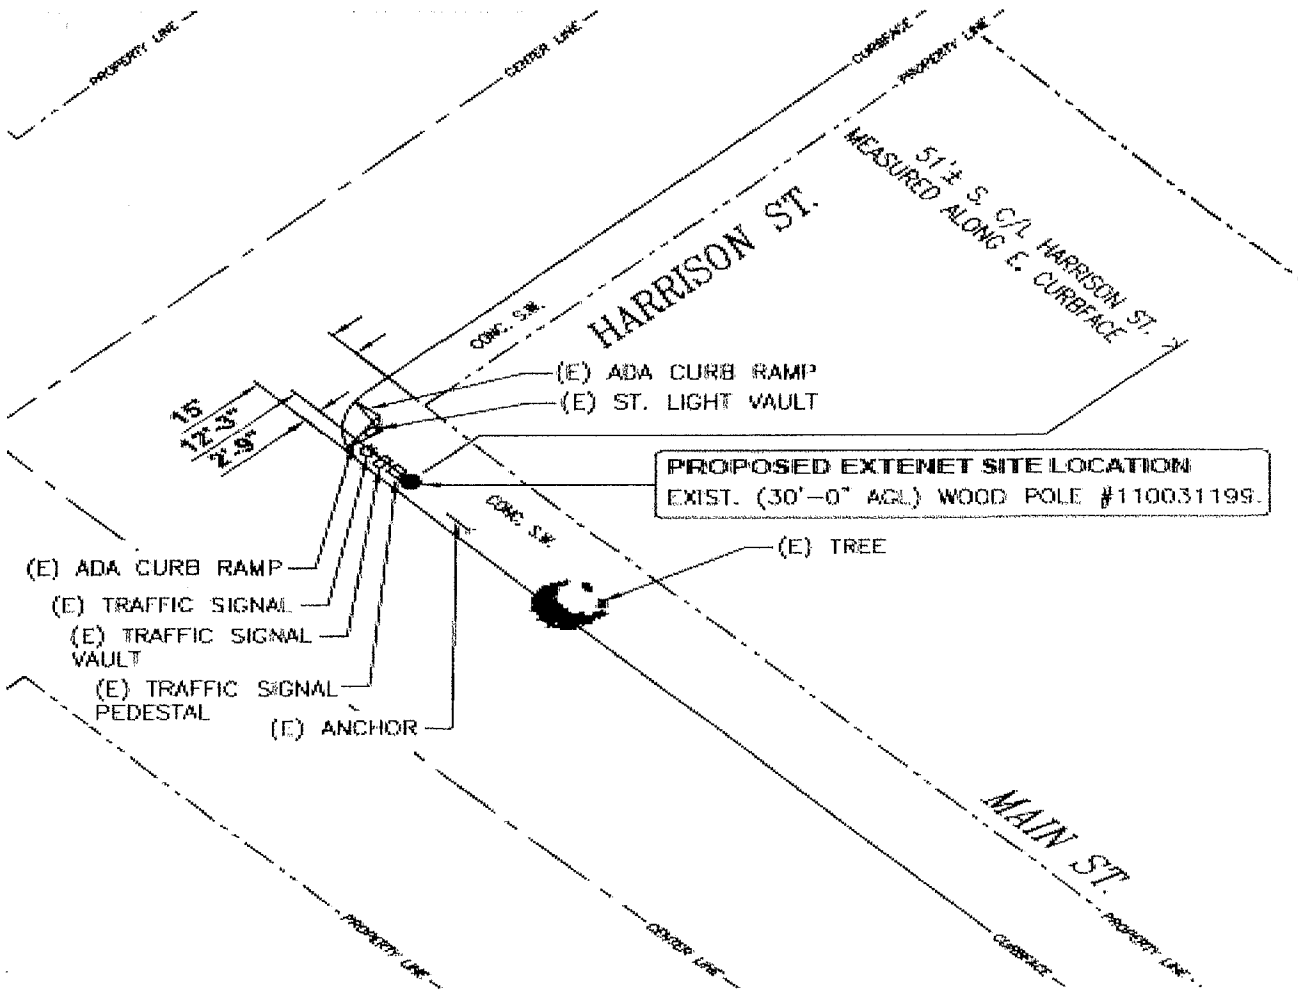 PROPERTY LINE
CENTER LINE
CURBFACE
PROPERTY LINE
51'± S. C/L HARRISON ST.
MEASURED ALONG E. CURBFACE
HARRISON ST.
CONC. S.W.
(E) ADA CURB RAMP
(E) ST. LIGHT VAULT
15'
12'-3"
2'-9"
PROPOSED EXTENET SITE LOCATION
EXIST. (30'-0" AGL) WOOD POLE #110031199.
CONC. S.W.
(E) TREE
(E) ADA CURB RAMP
(E) TRAFFIC SIGNAL
(E) TRAFFIC SIGNAL
VAULT
(E) TRAFFIC SIGNAL
PEDESTAL
(E) ANCHOR
MAIN ST.
PROPERTY LINE
CENTER LINE
CURBFACE
PROPERTY LINE